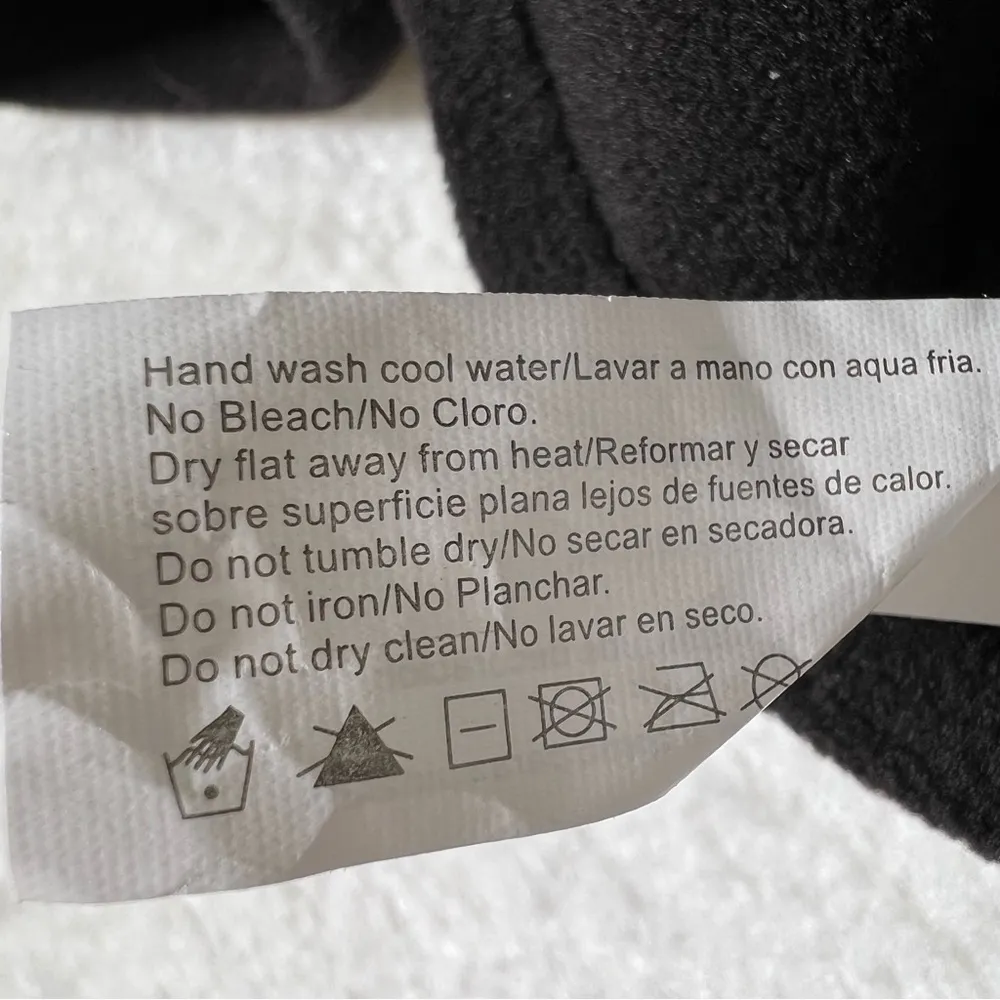 Hand wash cool water/Lavar a mano con aqua fria.
No Bleach/No Cloro.
Dry flat away from heat/Reformar y secar
sobre superficie plana lejos de fuentes de calor.
Do not tumble dry/No secar en secadora.
Do not iron/No Planchar.
Do not dry clean/No lavar en seco.